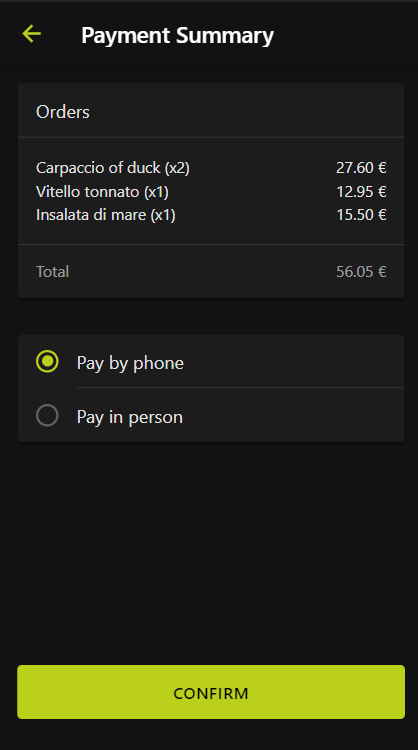 Payment Summary
Orders
Carpaccio of duck (x2) 27.60 €
Vitello tonnato (x1) 12.95 €
Insalata di mare (x1) 15.50 €
Total 56.05 €
Pay by phone
Pay in person
CONFIRM